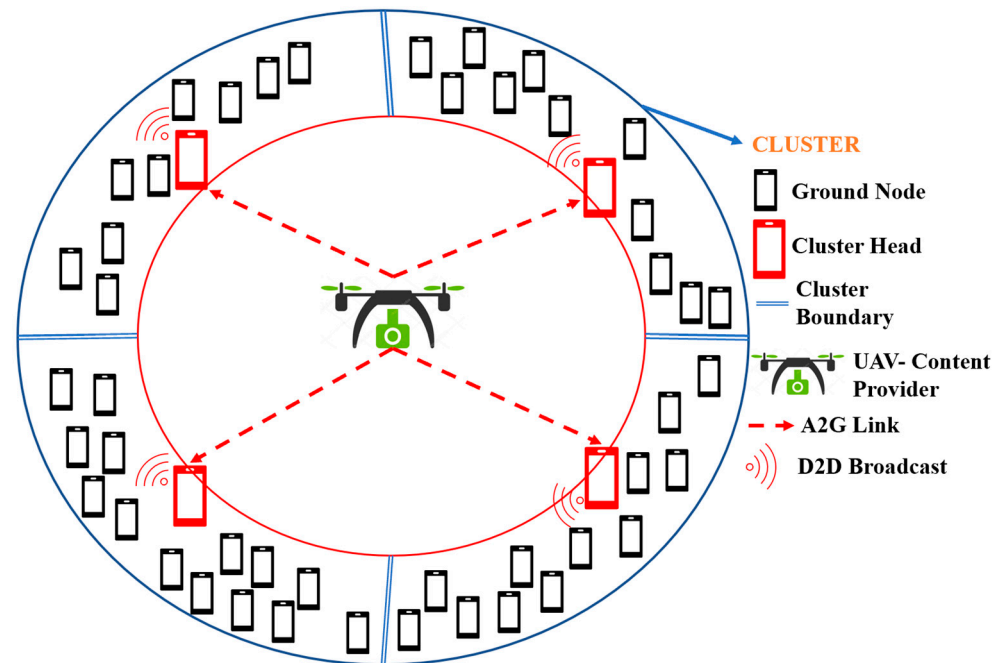 CLUSTER
Ground Node
Cluster Head
Cluster
Boundary
UAV- Content
Provider
A2G Link
D2D Broadcast